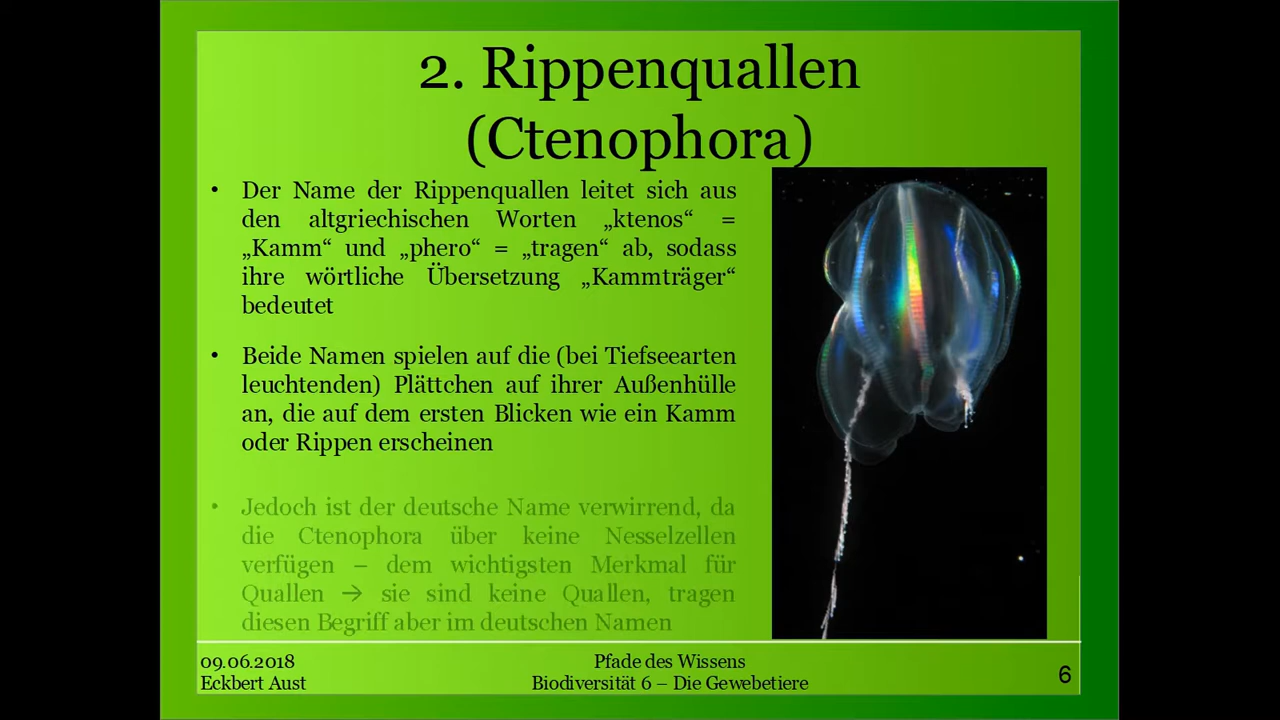 2. Rippenquallen
(Ctenophora)
• Der Name der Rippenquallen leitet sich aus
den altgriechischen Worten „ktenos“ =
„Kamm“ und „phero“ = „tragen“ ab, sodass
ihre wörtliche Übersetzung „Kammträger“
bedeutet
• Beide Namen spielen auf die (bei Tiefseearten
leuchtenden) Plättchen auf ihrer Außenhülle
an, die auf dem ersten Blicken wie ein Kamm
oder Rippen erscheinen
• Jedoch ist der deutsche Name verwirrend, da
die Ctenophora über keine Nesselzellen
verfügen – dem wichtigsten Merkmal für
Quallen → sie sind keine Quallen, tragen
diesen Begriff aber im deutschen Namen
09.06.2018
Eckbert Aust
Pfade des Wissens
Biodiversität 6 – Die Gewebetiere
6